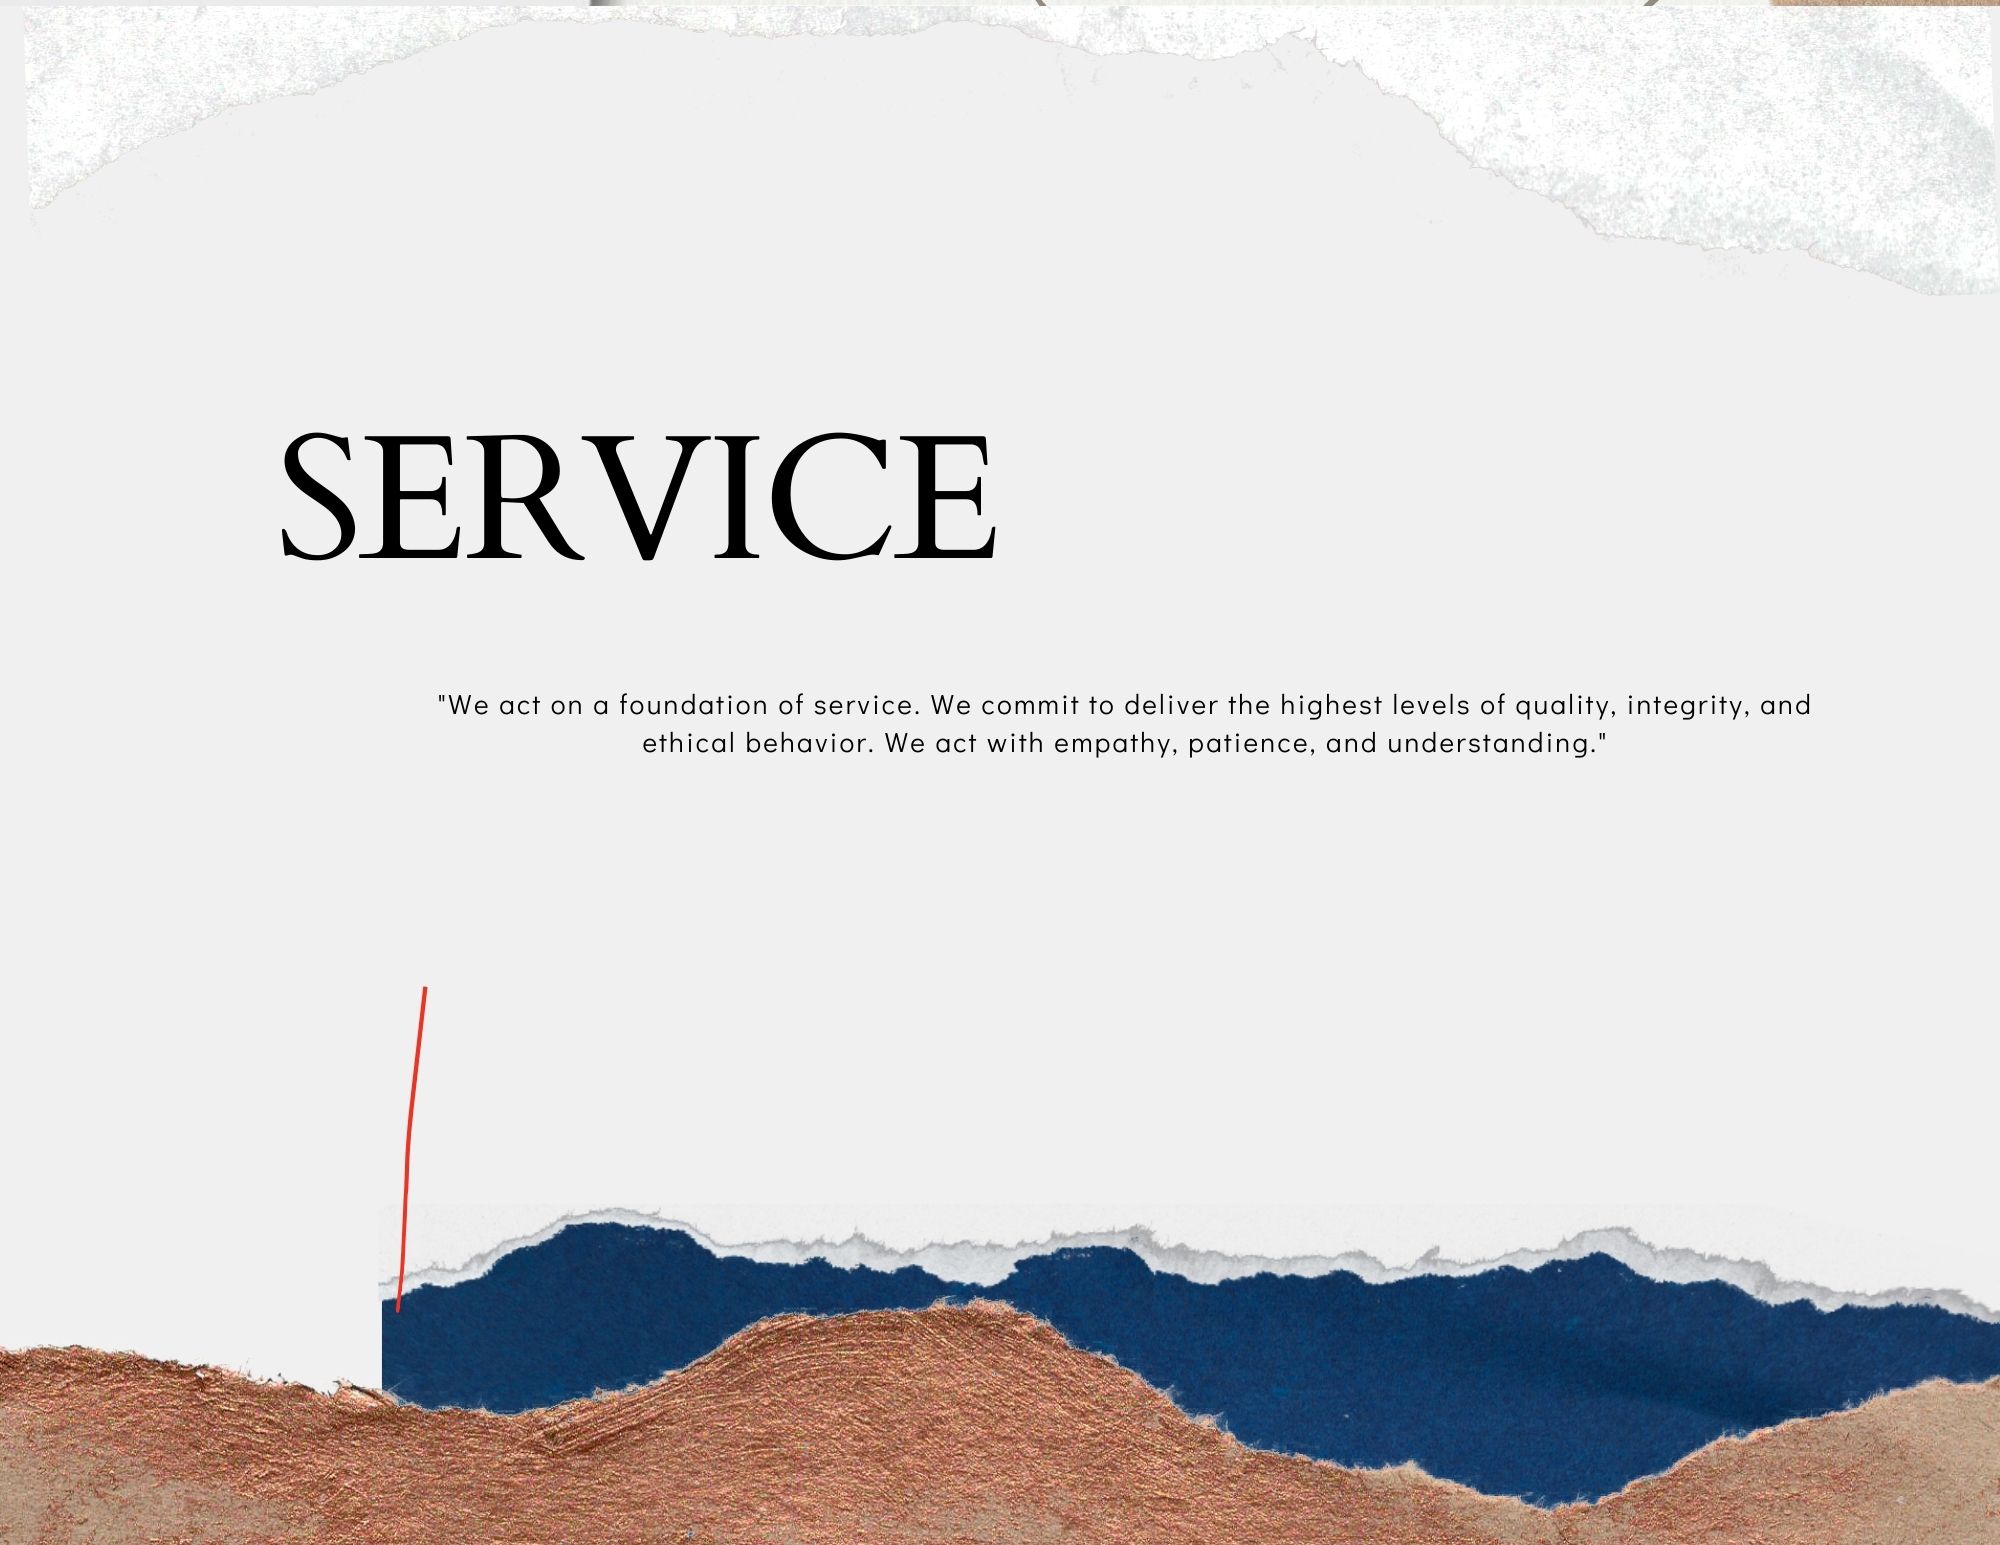 SERVICE
"We act on a foundation of service. We commit to deliver the highest levels of quality, integrity, and
ethical behavior. We act with empathy, patience, and understanding."